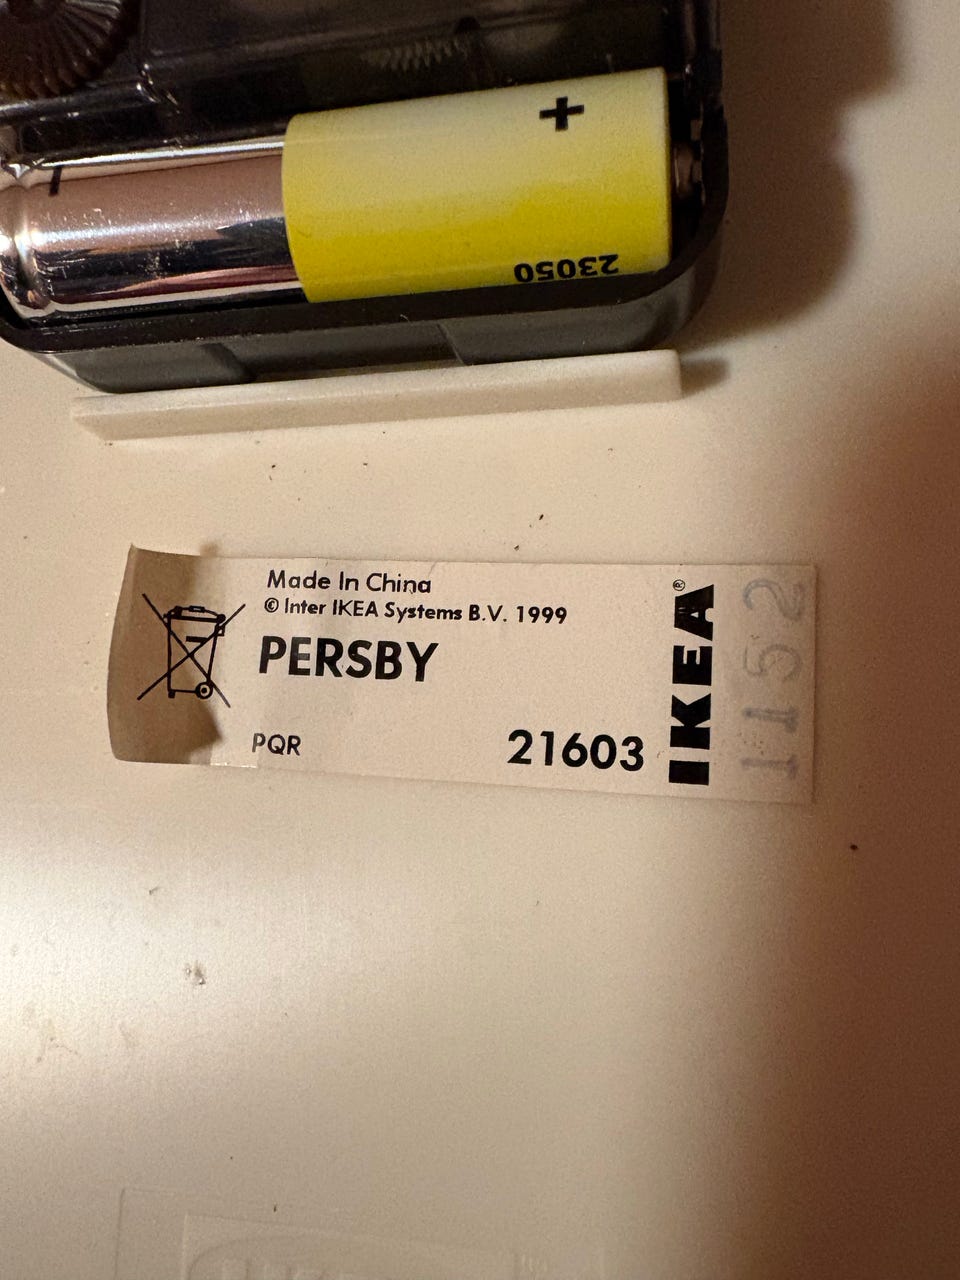 +
-
23050
Made In China
© Inter IKEA Systems B.V. 1999
PERSBY
PQR
21603
IKEA®
1152